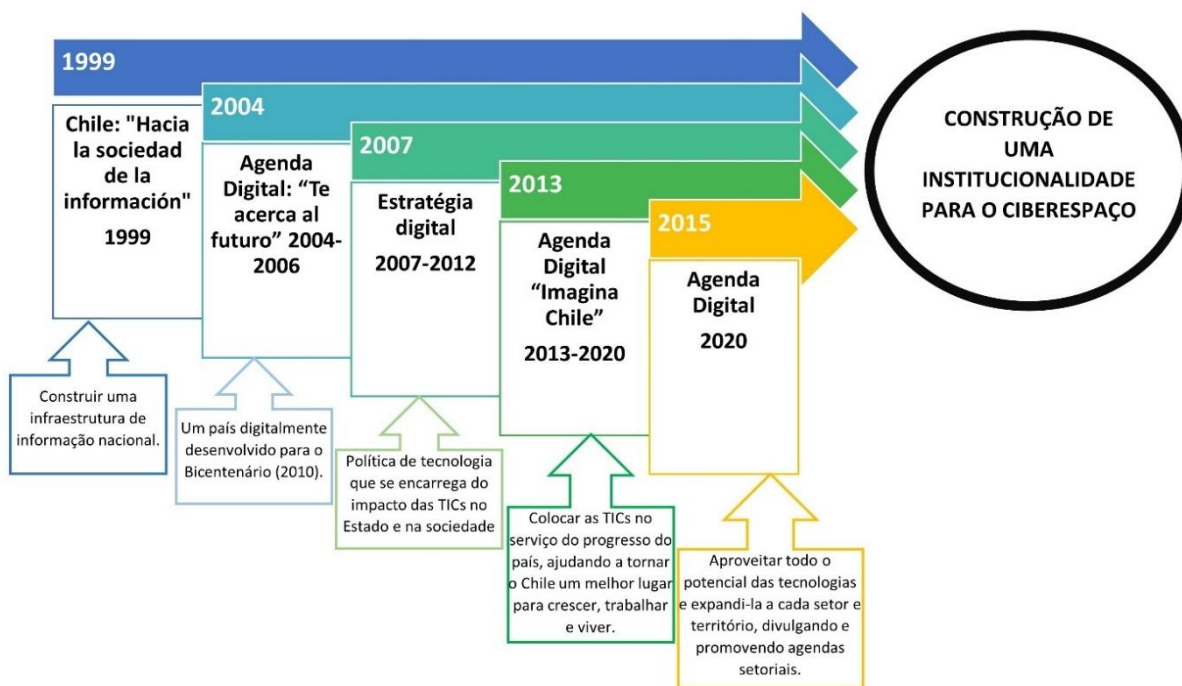 1999
Chile: "Hacia
la sociedad
de la
información"
1999
2004
Agenda
Digital: “Te
acerca al
futuro” 2004-
2006
2007
Estratégia
digital
2007-2012
2013
Agenda
Digital
“Imagina
Chile”
2013-2020
2015
Agenda
Digital
2020
CONSTRUÇÃO DE
UMA
INSTITUCIONALIDADE
PARA O CIBERESPAÇO
Construir uma
infraestrutura de
informação nacional.
Um país digitalmente
desenvolvido para o
Bicentenário (2010).
Política de tecnologia
que se encarrega do
impacto das TICs no
Estado e na sociedade
Colocar as TICs no
serviço do progresso do
país, ajudando a tornar
o Chile um melhor lugar
para crescer, trabalhar
e viver.
Aproveitar todo o
potencial das tecnologias
e expandi-la a cada setor e
território, divulgando e
promovendo agendas
setoriais.